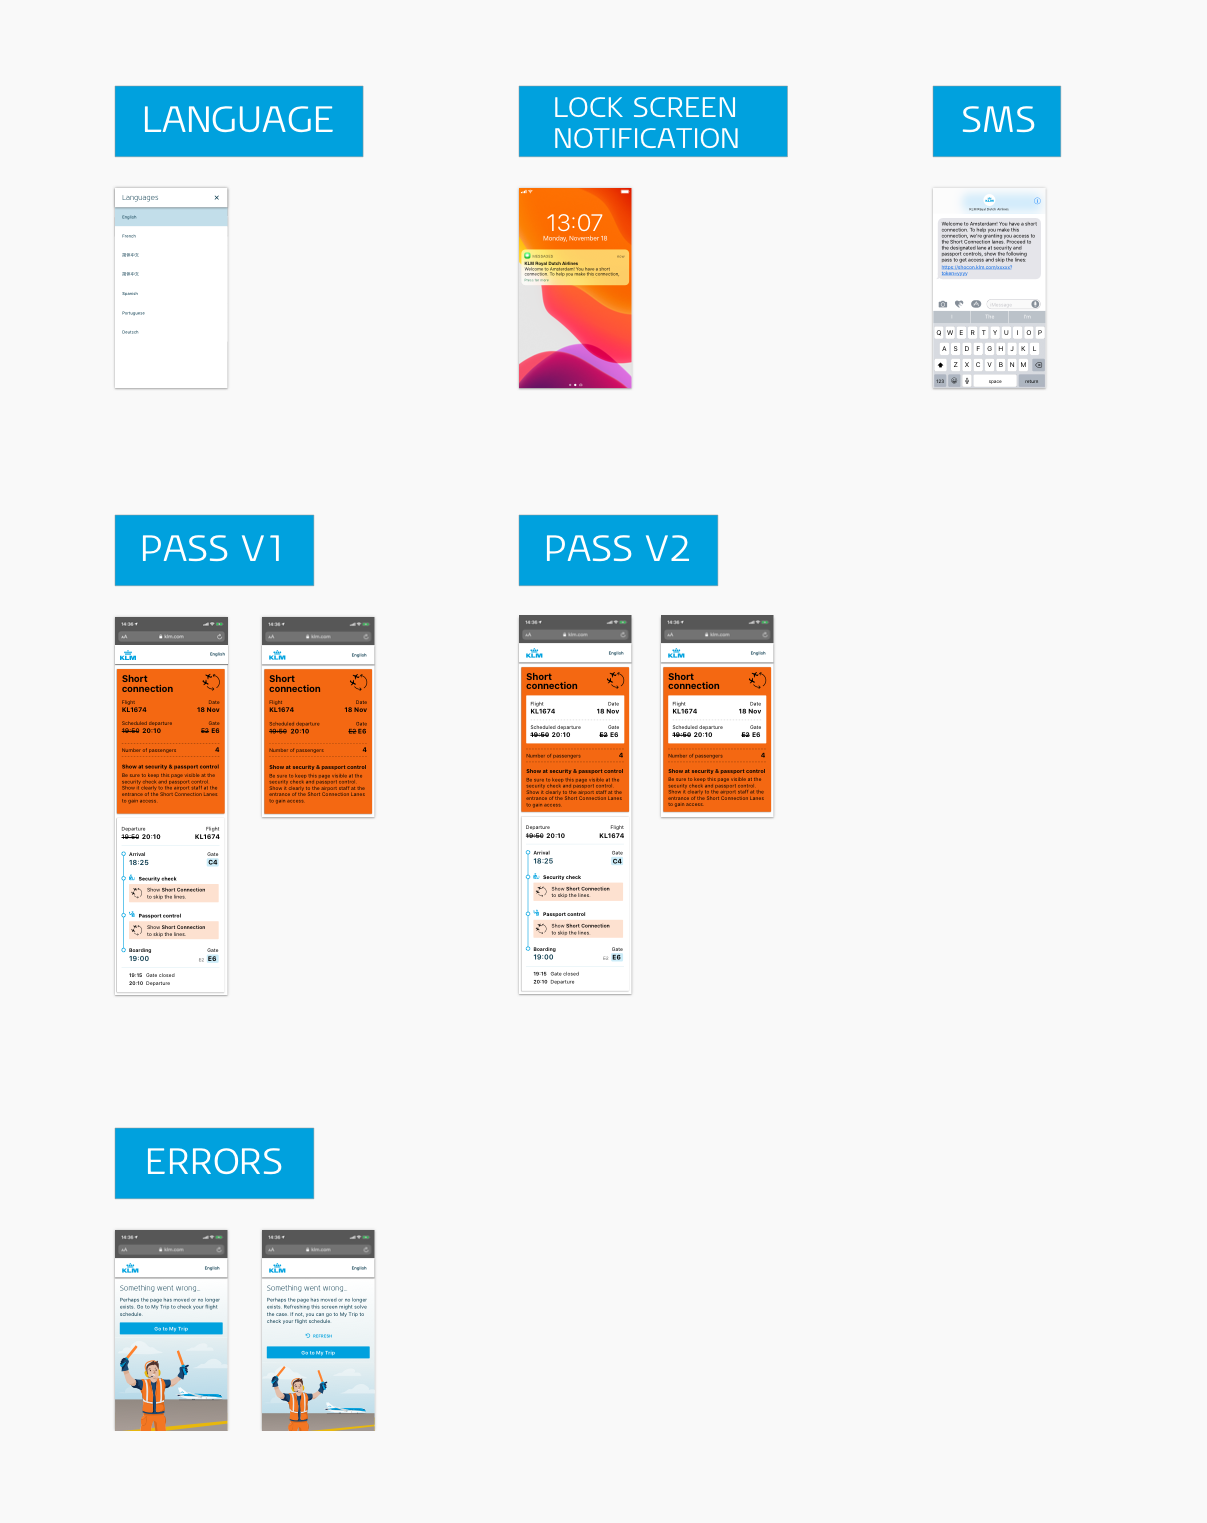 LANGUAGE
Languages ×
English
French
简体中文
简体中文
Spanish
Portuguese
Deutsch
LOCK SCREEN
NOTIFICATION
13:07
Monday, November 18
MESSAGES now
KLM Royal Dutch Airlines
Welcome to Amsterdam! You have a short
connection. To help you make this connection,
Press for more
SMS
KLM Royal Dutch Airlines
Welcome to Amsterdam! You have a short
connection. To help you make this
connection, we're granting you access to
the Short Connection lanes. Proceed to
the designated lane at security and
passport controls, show the following
pass to get access and skip the lines:
https://shocon.klm.com/xxxxx?
token=yyyy
iMessage
I The I'm
Q W E R T Y U I O P
A S D F G H J K L
Z X C V B N M
123 space return
PASS V1
14:36
AA klm.com
KLM English
Short
connection
Flight Date
KL1674 18 Nov
Scheduled departure Gate
19:50 20:10 E2 E6
Number of passengers 4
Show at security & passport control
Be sure to keep this page visible at the
security check and passport control.
Show it clearly to the airport staff at the
entrance of the Short Connection Lanes
to gain access.
Departure Flight
19:50 20:10 KL1674
Arrival Gate
18:25 C4
Security check
Show Short Connection
to skip the lines.
Passport control
Show Short Connection
to skip the lines.
Boarding Gate
19:00 E2 E6
19:15 Gate closed
20:10 Departure
14:36
AA klm.com
KLM English
Short
connection
Flight Date
KL1674 18 Nov
Scheduled departure Gate
19:50 20:10 E2 E6
Number of passengers 4
Show at security & passport control
Be sure to keep this page visible at the
security check and passport control.
Show it clearly to the airport staff at the
entrance of the Short Connection Lanes
to gain access.
PASS V2
14:36
AA klm.com
KLM English
Short
connection
Flight Date
KL1674 18 Nov
Scheduled departure Gate
19:50 20:10 E2 E6
Number of passengers 4
Show at security & passport control
Be sure to keep this page visible at the
security check and passport control.
Show it clearly to the airport staff at the
entrance of the Short Connection Lanes
to gain access.
Departure Flight
19:50 20:10 KL1674
Arrival Gate
18:25 C4
Security check
Show Short Connection
to skip the lines.
Passport control
Show Short Connection
to skip the lines.
Boarding Gate
19:00 E2 E6
19:15 Gate closed
20:10 Departure
14:36
AA klm.com
KLM English
Short
connection
Flight Date
KL1674 18 Nov
Scheduled departure Gate
19:50 20:10 E2 E6
Number of passengers 4
Show at security & passport control
Be sure to keep this page visible at the
security check and passport control.
Show it clearly to the airport staff at the
entrance of the Short Connection Lanes
to gain access.
ERRORS
14:36
AA klm.com
KLM English
Something went wrong...
Perhaps the page has moved or no longer
exists. Go to My Trip to check your flight
schedule.
Go to My Trip
14:36
AA klm.com
KLM English
Something went wrong...
Perhaps the page has moved or no longer
exists. Refreshing this screen might solve
the case. If not, you can go to My Trip to
check your flight schedule.
REFRESH
Go to My Trip